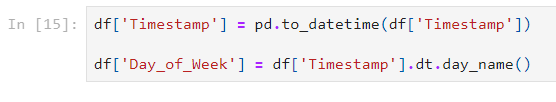 In [15]: df['Timestamp'] = pd.to_datetime(df['Timestamp'])
df['Day_of_Week'] = df['Timestamp'].dt.day_name()